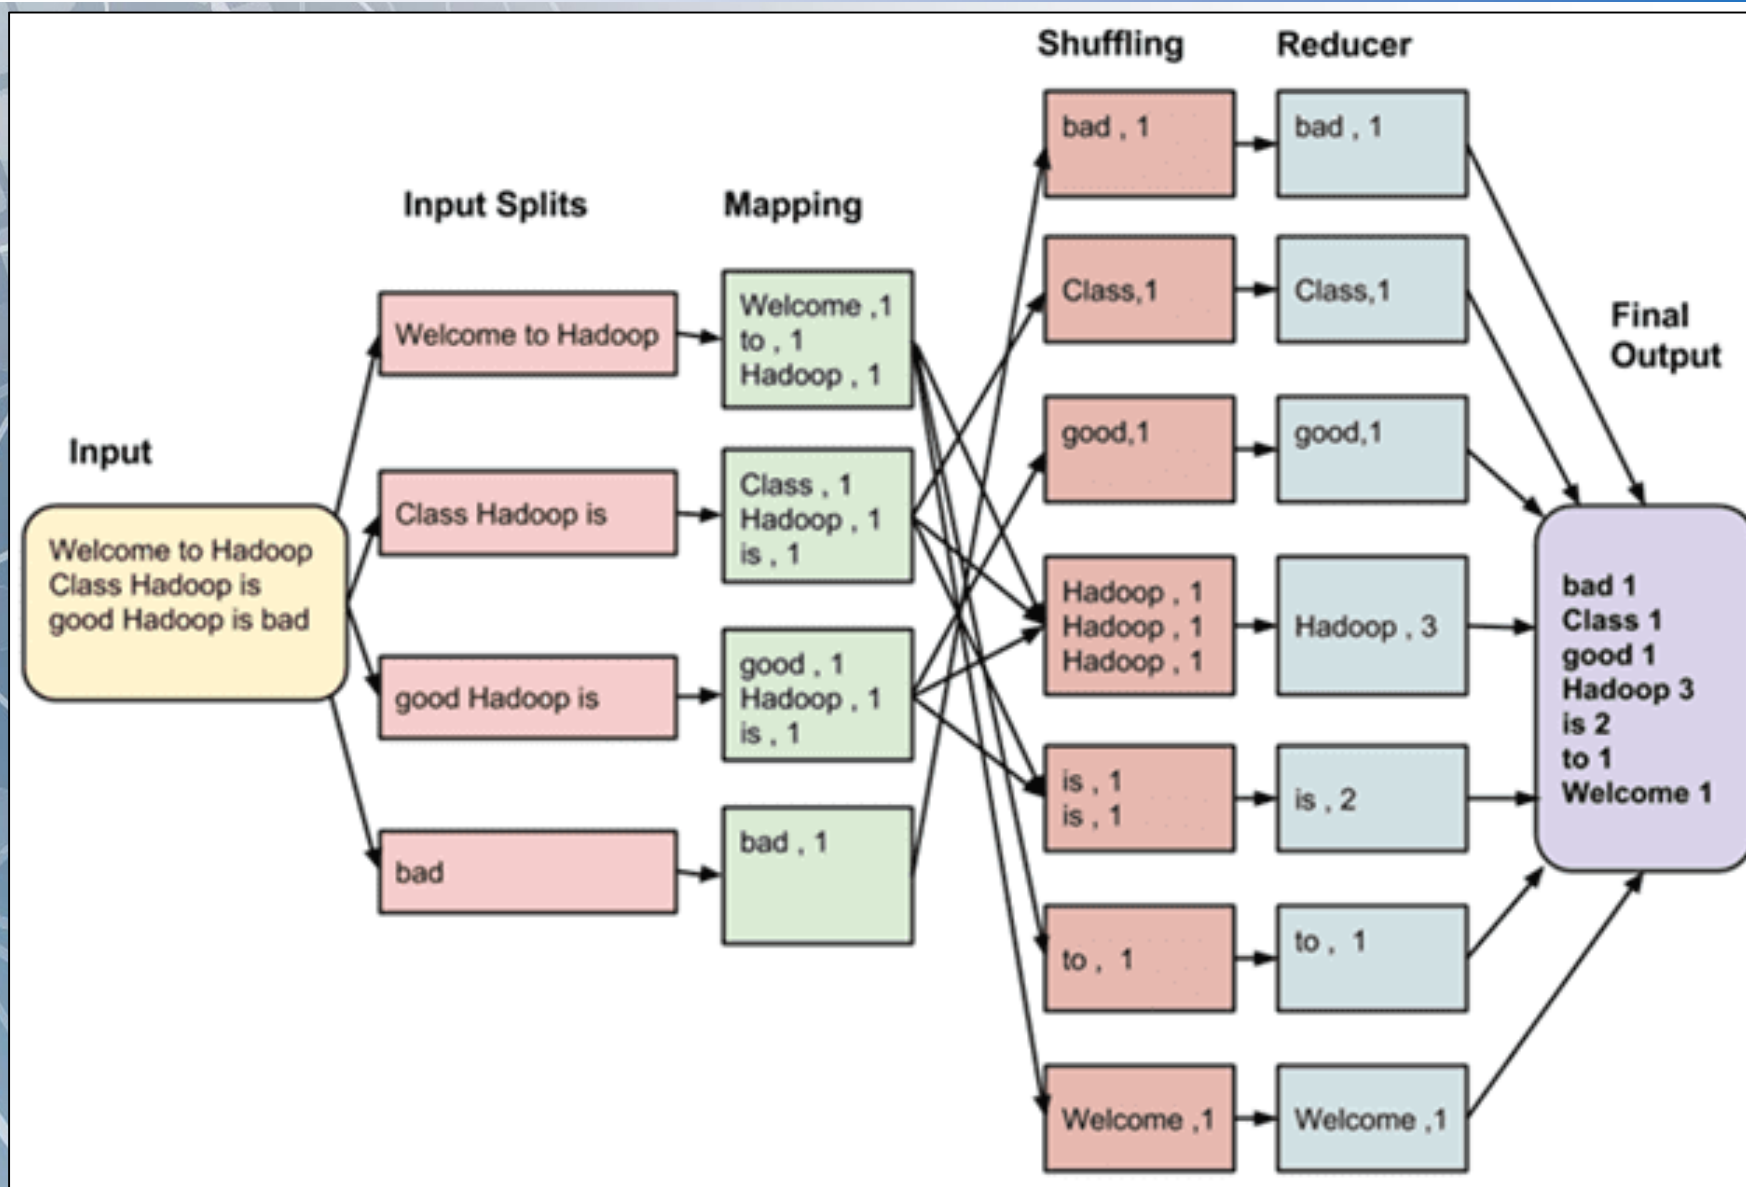 Input
Welcome to Hadoop
Class Hadoop is
good Hadoop is bad
Input Splits
Welcome to Hadoop
Class Hadoop is
good Hadoop is
bad
Mapping
Welcome ,1
to , 1
Hadoop , 1
Class , 1
Hadoop , 1
is , 1
good , 1
Hadoop , 1
is , 1
bad , 1
Shuffling
bad , 1
Class,1
good,1
Hadoop , 1
Hadoop , 1
Hadoop , 1
is , 1
is , 1
to , 1
Welcome ,1
Reducer
bad , 1
Class,1
good,1
Hadoop , 3
is , 2
to , 1
Welcome ,1
Final
Output
bad 1
Class 1
good 1
Hadoop 3
is 2
to 1
Welcome 1